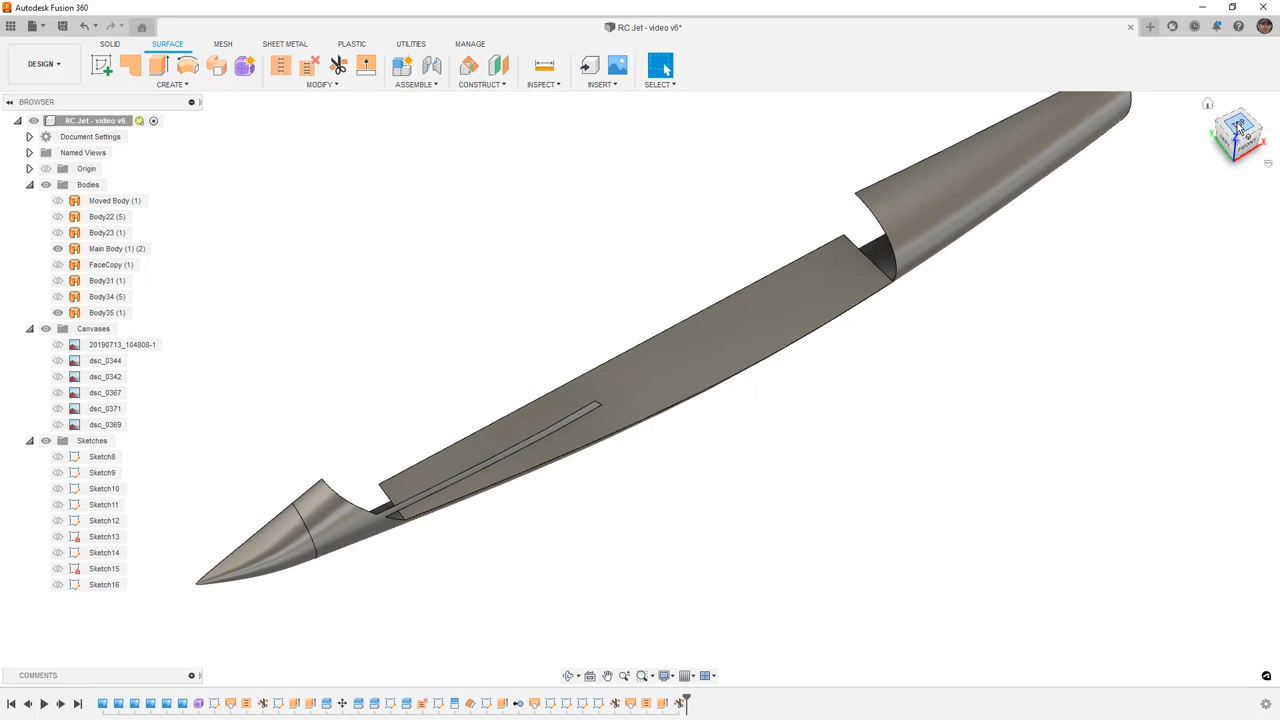 Autodesk Fusion 360
RC Jet - video v6*
DESIGN
SOLID
SURFACE
MESH
SHEET METAL
PLASTIC
UTILITIES
MANAGE
CREATE
MODIFY
ASSEMBLE
CONSTRUCT
INSPECT
INSERT
SELECT
BROWSER
RC Jet - video v6
Document Settings
Named Views
Origin
Bodies
Moved Body (1)
Body22 (5)
Body23 (1)
Main Body (1) (2)
FaceCopy (1)
Body31 (1)
Body34 (5)
Body35 (1)
Canvases
20190713_104808-1
dsc_0344
dsc_0342
dsc_0367
dsc_0371
dsc_0369
Sketches
Sketch8
Sketch9
Sketch10
Sketch11
Sketch12
Sketch13
Sketch14
Sketch15
Sketch16
COMMENTS
Y
Z
X
FRONT